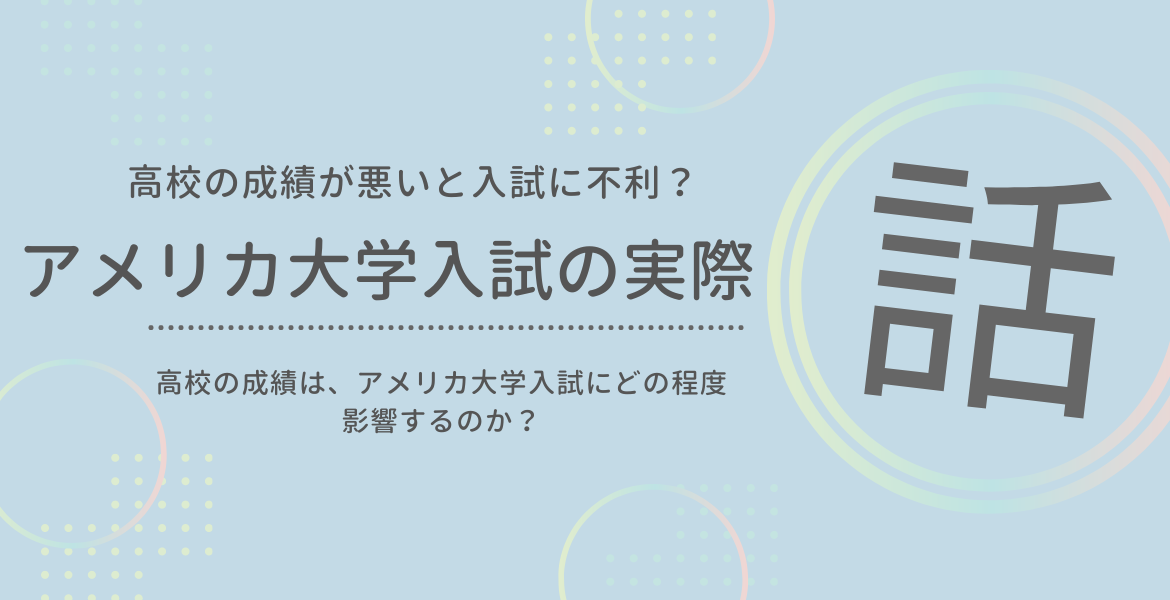 高校の成績が悪いと入試に不利？
アメリカ大学入試の実際
高校の成績は、アメリカ大学入試にどの程度
影響するのか？
話